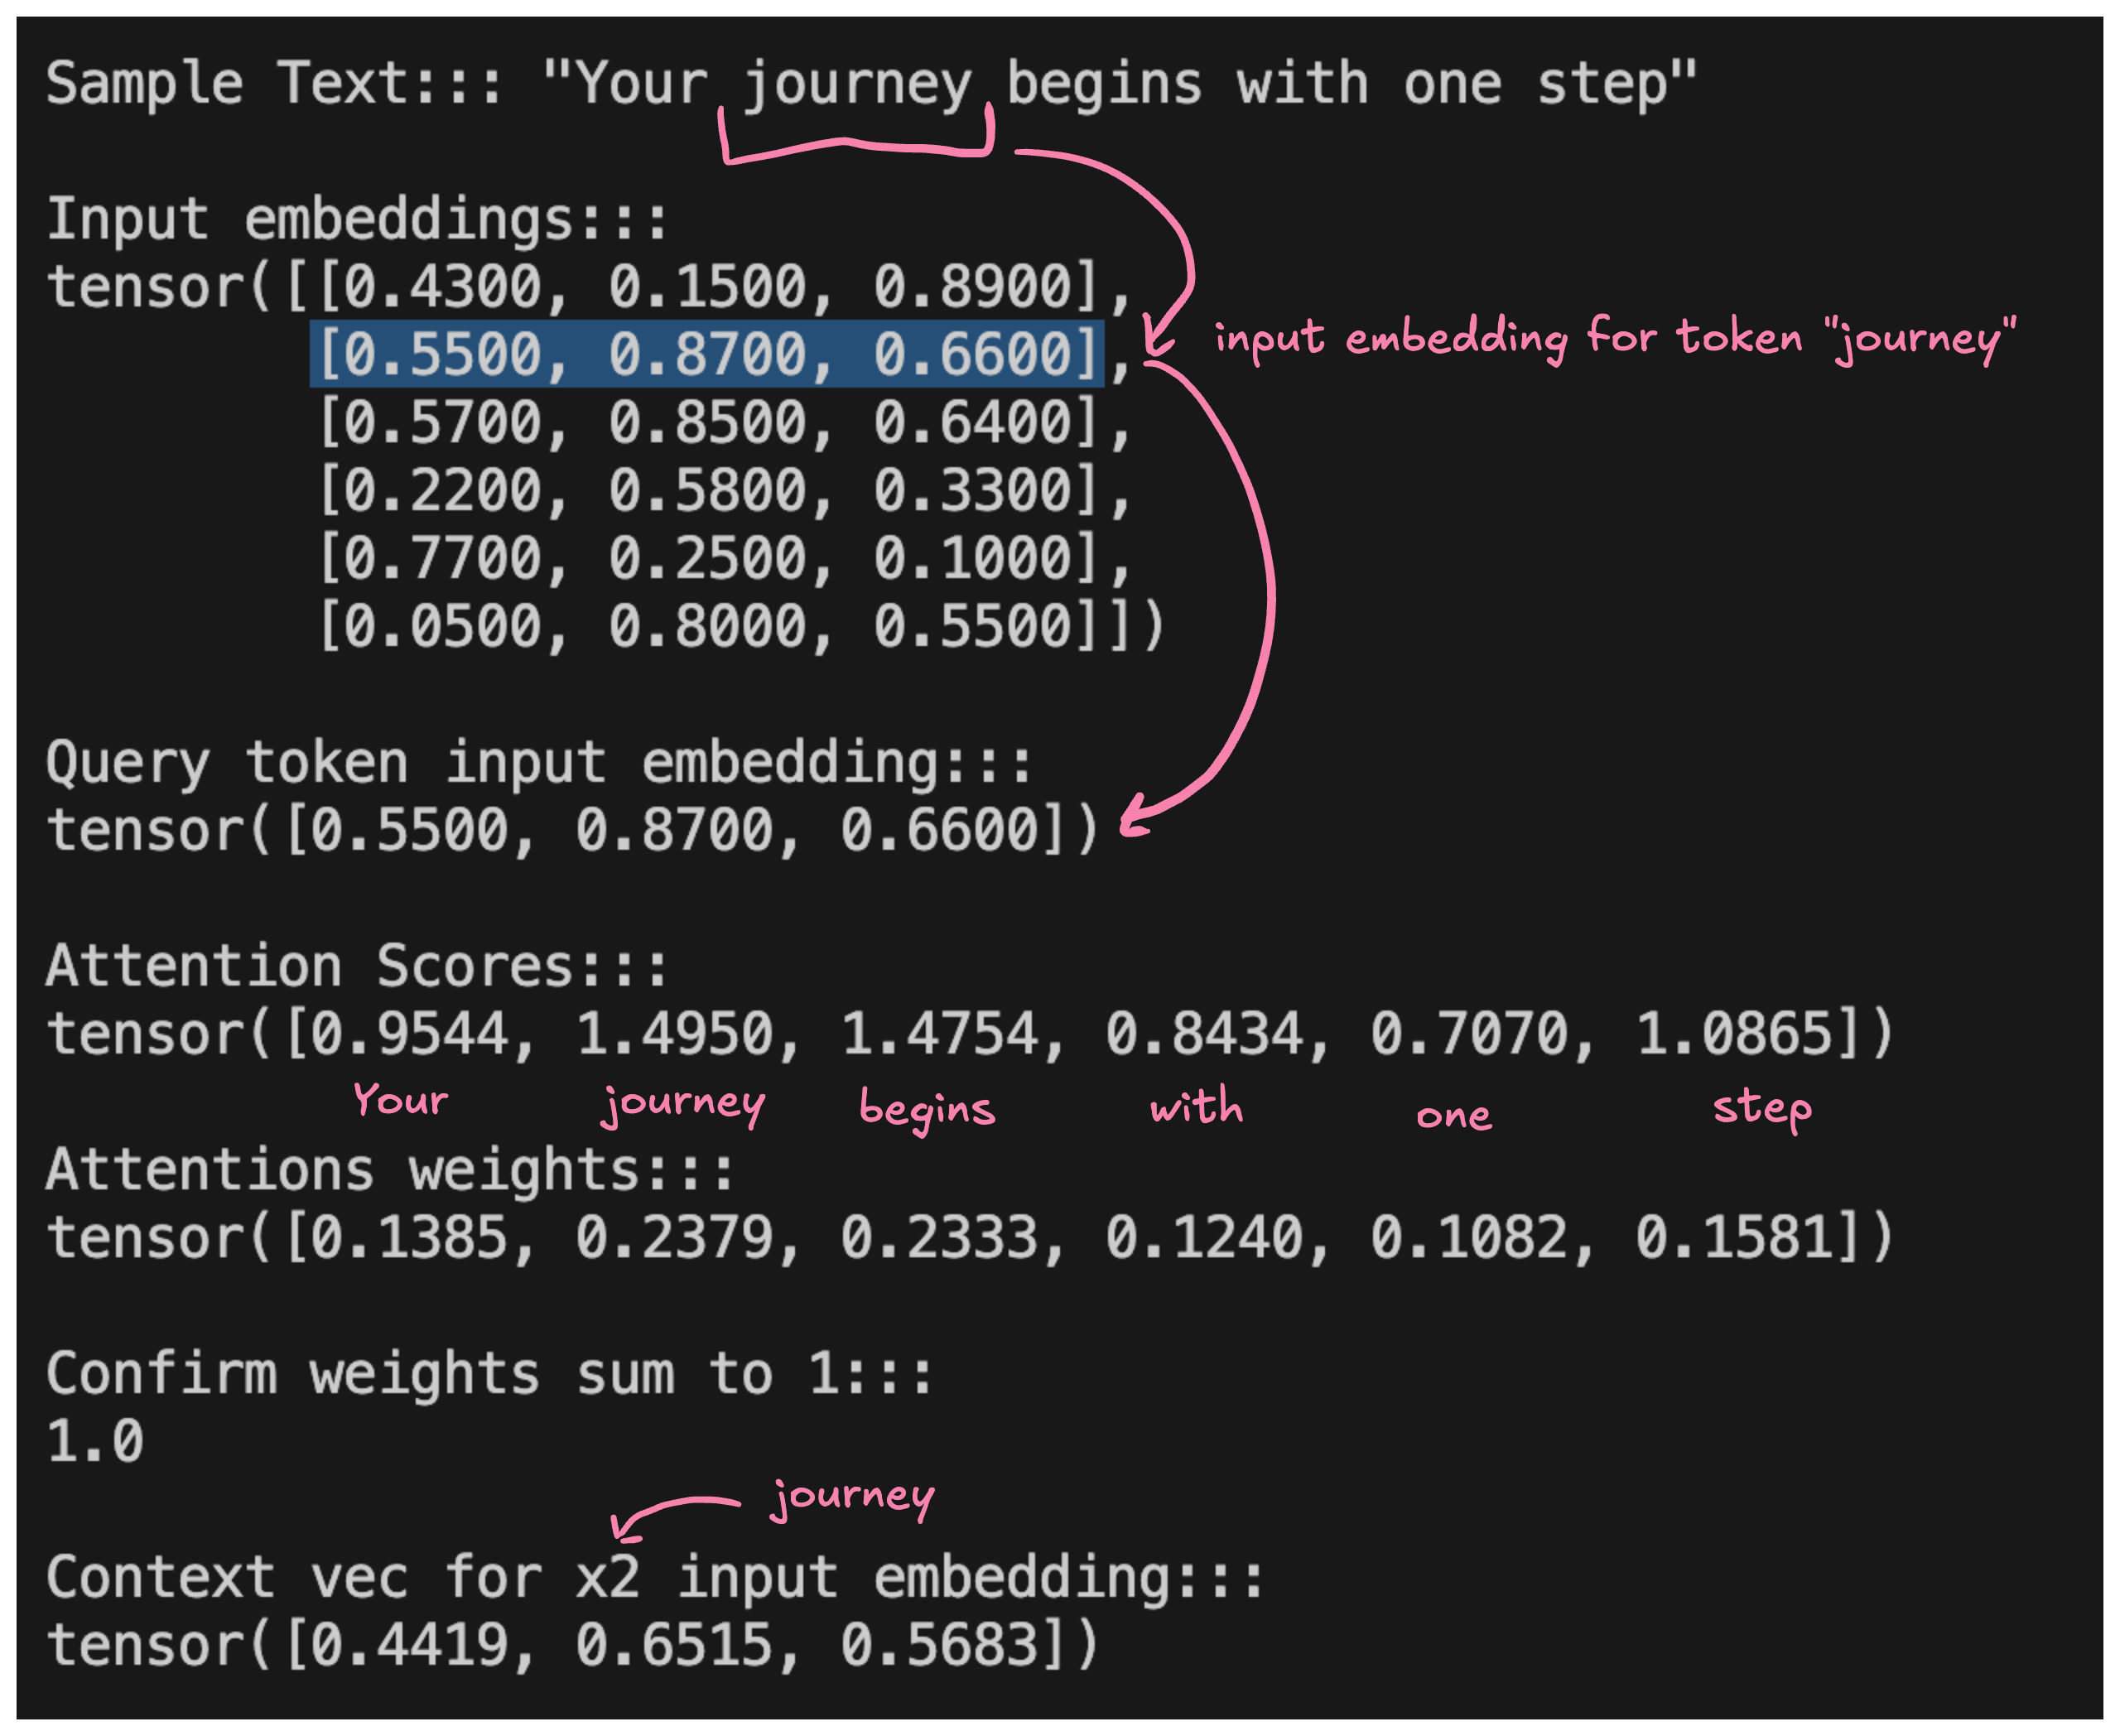 Sample Text::: "Your journey begins with one step"
Input embeddings:::
tensor([[0.4300, 0.1500, 0.8900],
[0.5500, 0.8700, 0.6600],
input embedding for token "journey"
[0.5700, 0.8500, 0.6400],
[0.2200, 0.5800, 0.3300],
[0.7700, 0.2500, 0.1000],
[0.0500, 0.8000, 0.5500]])
Query token input embedding:::
tensor([0.5500, 0.8700, 0.6600])
Attention Scores:::
tensor([0.9544, 1.4950, 1.4754, 0.8434, 0.7070, 1.0865])
Your journey begins with one step
Attentions weights:::
tensor([0.1385, 0.2379, 0.2333, 0.1240, 0.1082, 0.1581])
Confirm weights sum to 1:::
1.0
journey
Context vec for x2 input embedding:::
tensor([0.4419, 0.6515, 0.5683])